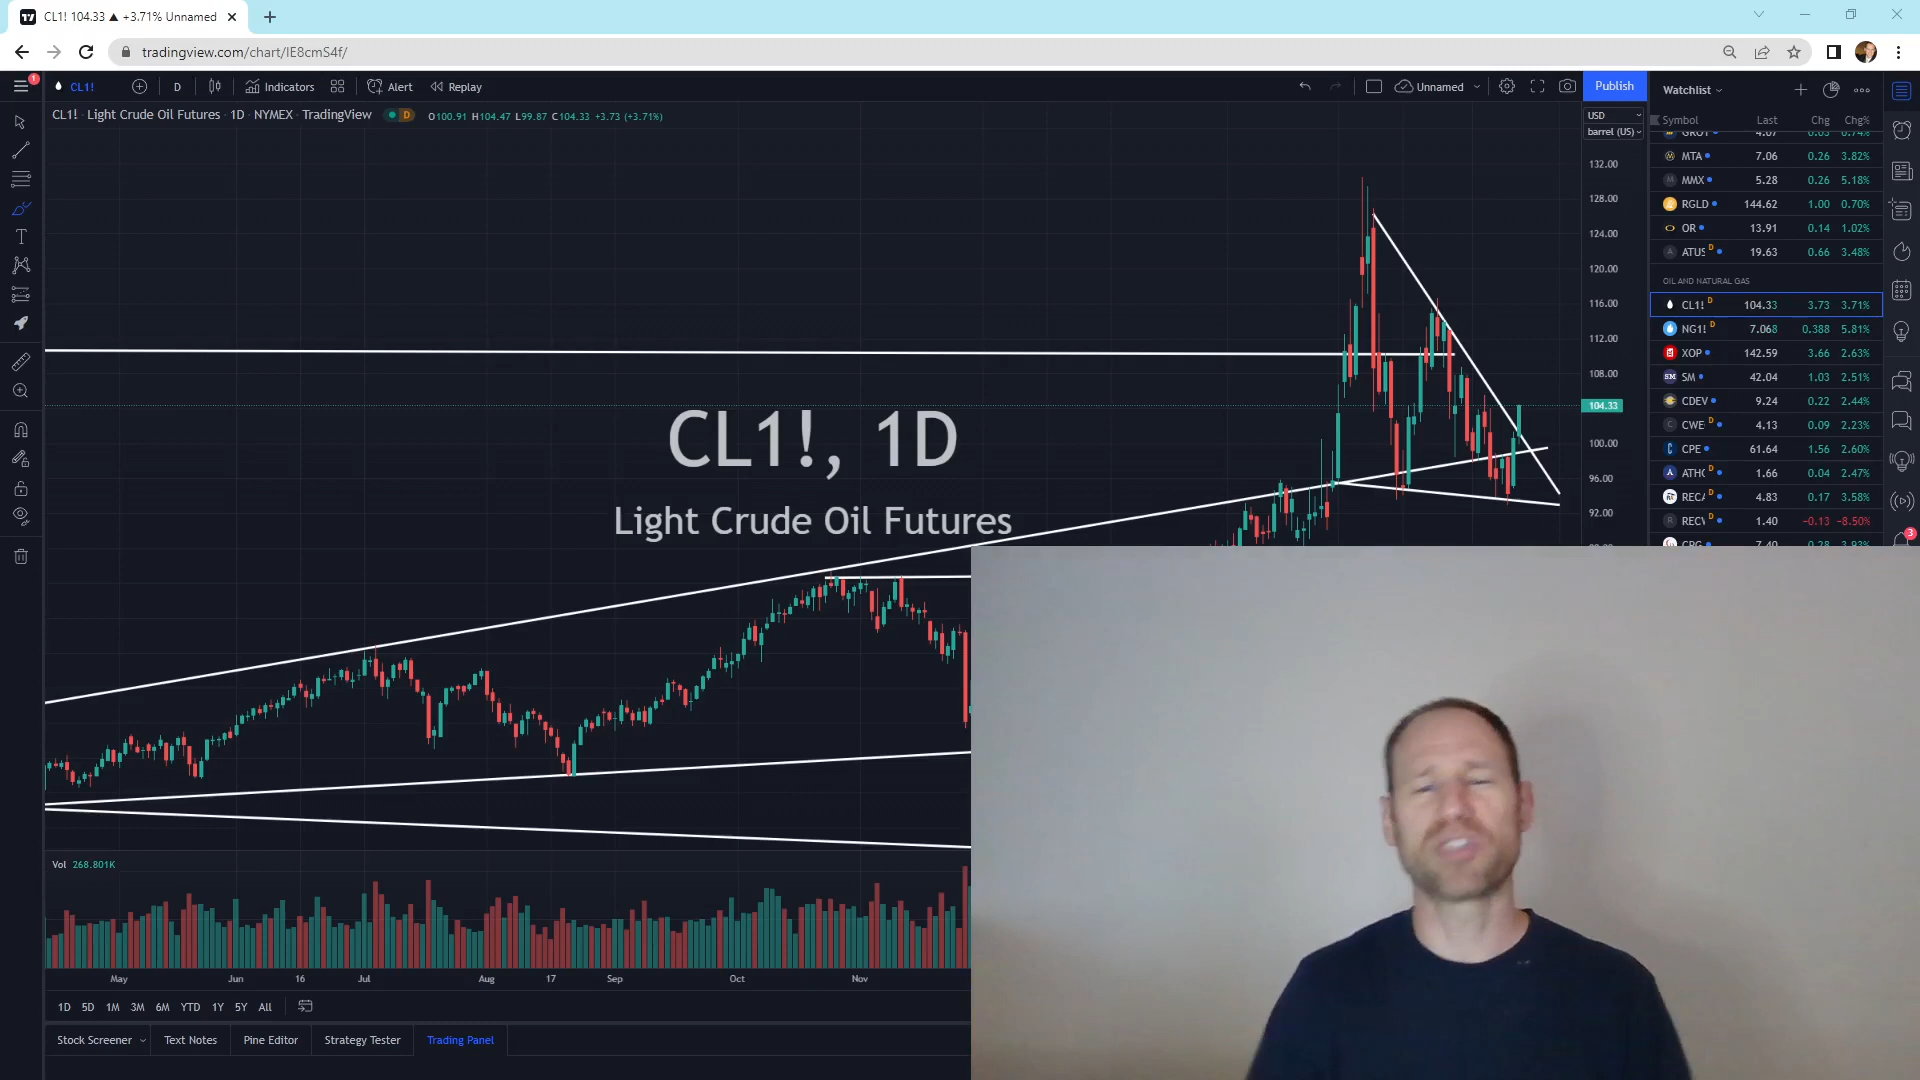 CL1! 104.33 ▲ +3.71% Unnamed
tradingview.com/chart/IE8cmS4f/
1
CL1!
D
Indicators
Alert
Replay
Unnamed
Publish
CL1! · Light Crude Oil Futures · 1D · NYMEX · TradingView
D
O100.91 H104.47 L99.87 C104.33 +3.73 (+3.71%)
USD
barrel (US)
132.00
128.00
124.00
120.00
116.00
112.00
108.00
104.33
100.00
96.00
92.00
CL1!, 1D
Light Crude Oil Futures
Vol 268.801K
May Jun 16 Jul Aug 17 Sep Oct Nov
1D 5D 1M 3M 6M YTD 1Y 5Y All
Stock Screener Text Notes Pine Editor Strategy Tester Trading Panel
Watchlist
Symbol Last Chg Chg%
MTA 7.06 0.26 3.82%
MMX 5.28 0.26 5.18%
RGLD 144.62 1.00 0.70%
OR 13.91 0.14 1.02%
ATUS D 19.63 0.66 3.48%
OIL AND NATURAL GAS
CL1! D 104.33 3.73 3.71%
NG1! D 7.068 0.388 5.81%
XOP 142.59 3.66 2.63%
SM 42.04 1.03 2.51%
CDEV 9.24 0.22 2.44%
CWE D 4.13 0.09 2.23%
CPE 61.64 1.56 2.60%
ATH D 1.66 0.04 2.47%
RECA D 4.83 0.17 3.58%
REC D 1.40 −0.13 −8.50%
3